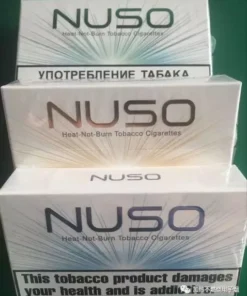 NUSO
Heat-Not-Burn Tobacco Cigarettes
УПОТРЕБЛЕНИЕ ТАБАКА
NUSO
Heat-Not-Burn Tobacco Cigarettes
NUSO
NUSO
Heat-Not-Burn Tobacco Cigarettes
This tobacco product damages
your health and is addictive